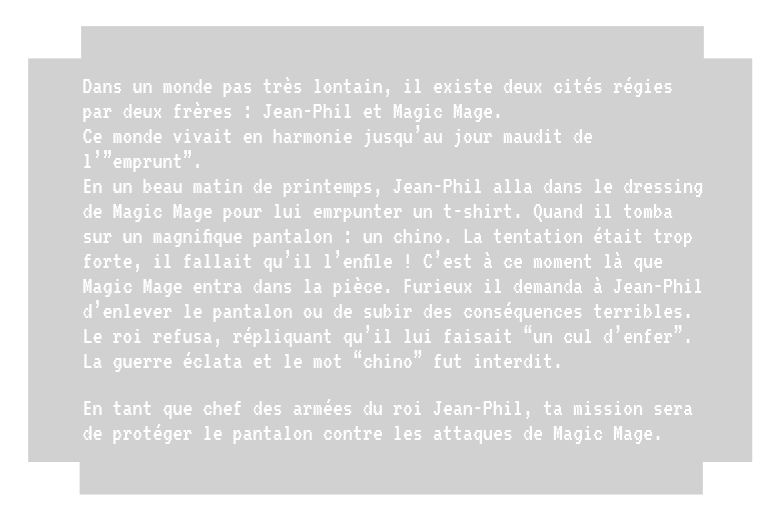 Dans un monde pas très lontain, il existe deux cités régies
par deux frères : Jean-Phil et Magic Mage.
Ce monde vivait en harmonie jusqu’au jour maudit de
l’”emprunt”.
En un beau matin de printemps, Jean-Phil alla dans le dressing
de Magic Mage pour lui emrpunter un t-shirt. Quand il tomba
sur un magnifique pantalon : un chino. La tentation était trop
forte, il fallait qu’il l’enfile ! C’est à ce moment là que
Magic Mage entra dans la pièce. Furieux il demanda à Jean-Phil
d’enlever le pantalon ou de subir des conséquences terribles.
Le roi refusa, répliquant qu’il lui faisait “un cul d’enfer”.
La guerre éclata et le mot “chino” fut interdit.
En tant que chef des armées du roi Jean-Phil, ta mission sera
de protéger le pantalon contre les attaques de Magic Mage.